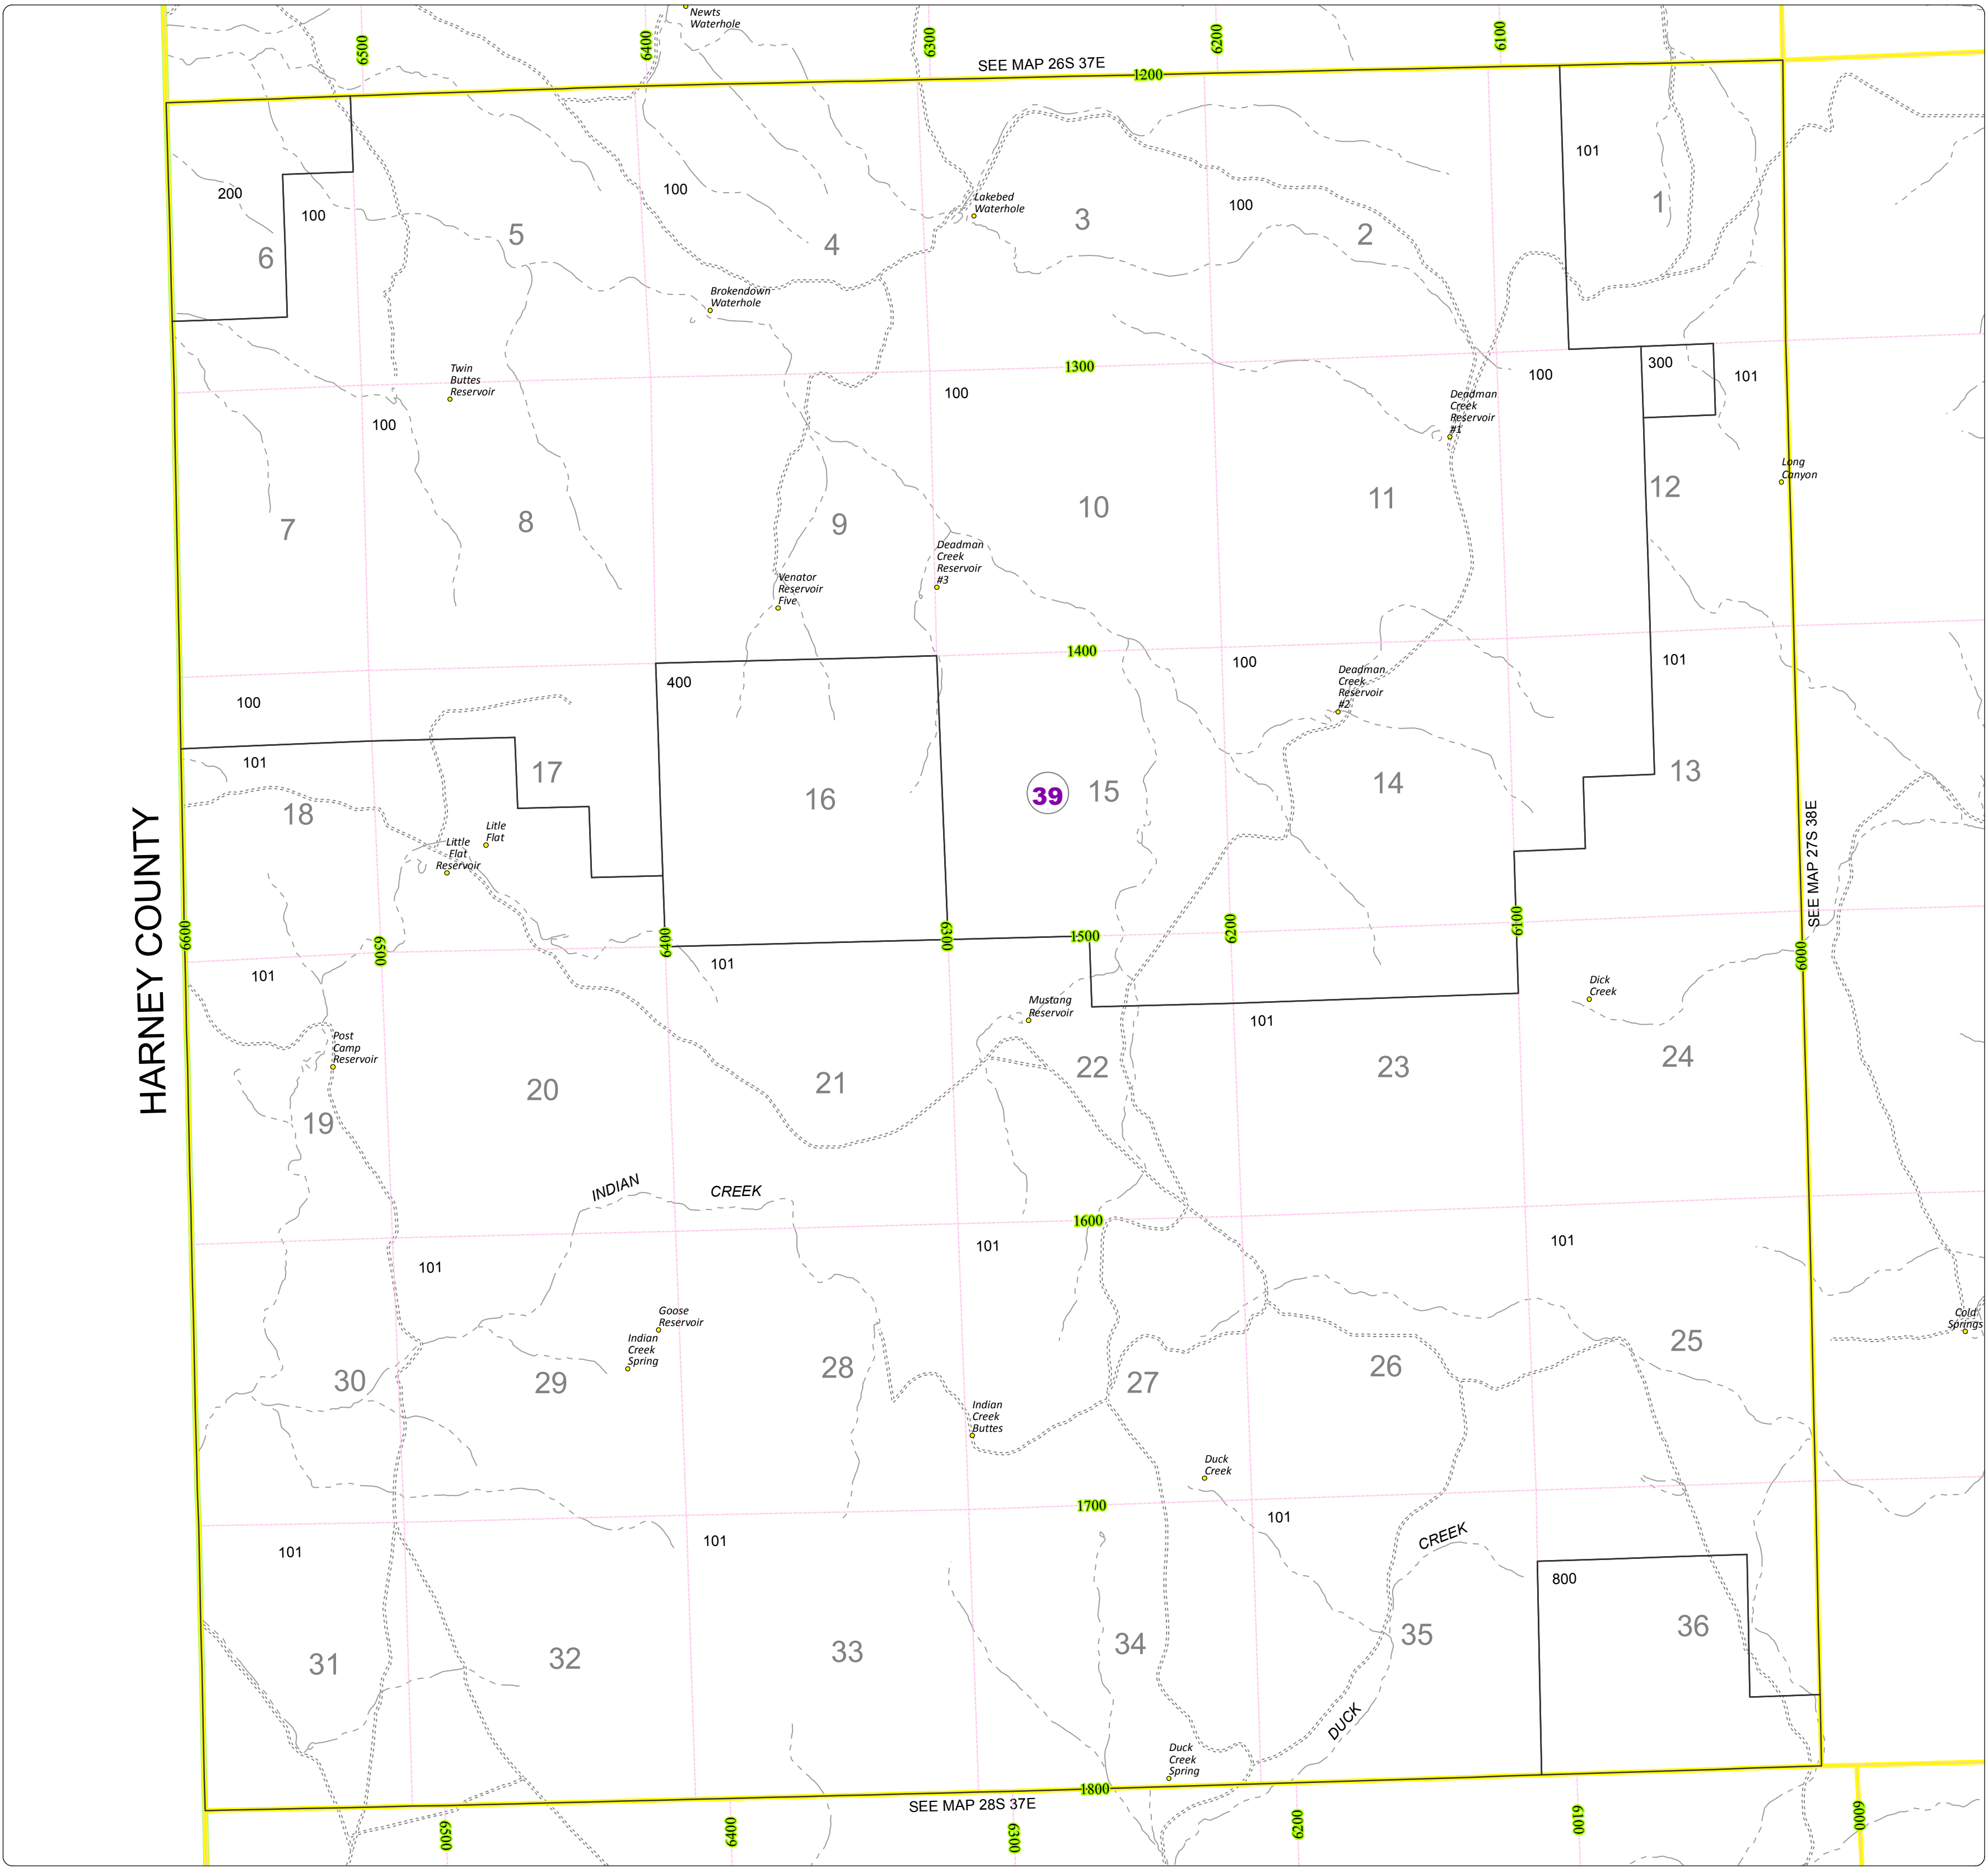 Newts
Waterhole
6500
6400
6300
6200
6100
SEE MAP 26S 37E
1200
101
200
100
100
100
Lakebed
Waterhole
6
5
4
3
2
1
Brokendown
Waterhole
Twin
Buttes
Reservoir
1300
100
100
100
300
101
Deadman
Creek
Reservoir
#1
Long
Canyon
7
8
9
10
11
12
Deadman
Creek
Reservoir
#3
Venator
Reservoir
Five
1400
100
400
100
101
Deadman
Creek
Reservoir
#2
101
18
17
16
39
15
14
13
Litle
Flat
Little
Flat
Reservoir
HARNEY COUNTY
SEE MAP 27S 38E
6600
6500
6400
6300
1500
6200
6100
6000
101
101
101
Mustang
Reservoir
Dick
Creek
Post
Camp
Reservoir
19
20
21
22
23
24
INDIAN
CREEK
1600
101
101
101
Goose
Reservoir
Indian
Creek
Spring
Cold
Springs
30
29
28
27
26
25
Indian
Creek
Buttes
Duck
Creek
1700
101
101
101
CREEK
800
31
32
33
34
35
36
DUCK
Duck
Creek
Spring
1800
SEE MAP 28S 37E
6500
6400
6300
6200
6100
6000